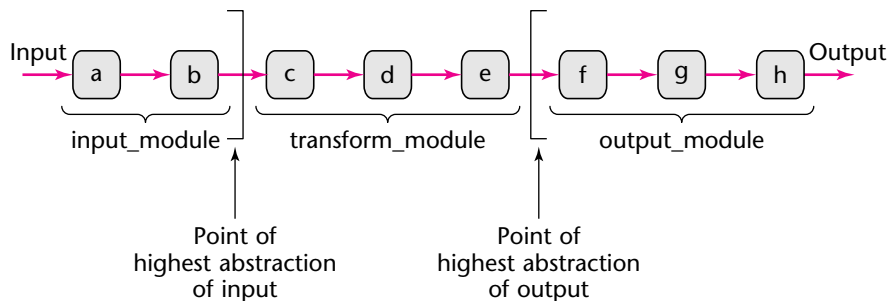 Input
a
b
c
d
e
f
g
h
Output
input_module
transform_module
output_module
Point of
highest abstraction
of input
Point of
highest abstraction
of output